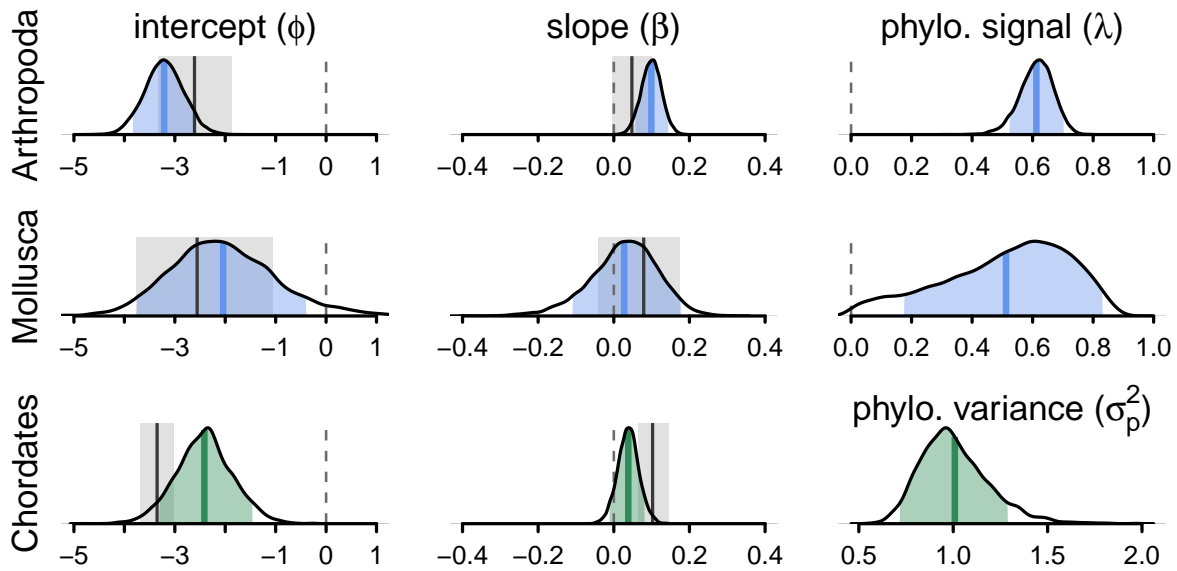 intercept (ϕ) slope (β) phylo. signal (λ)
Arthropoda
−5 −3 −1 0 1 −0.4 −0.2 0.0 0.2 0.4 0.0 0.2 0.4 0.6 0.8 1.0
Mollusca
−5 −3 −1 0 1 −0.4 −0.2 0.0 0.2 0.4 0.0 0.2 0.4 0.6 0.8 1.0
Chordates
phylo. variance (σ²ₚ)
−5 −3 −1 0 1 −0.4 −0.2 0.0 0.2 0.4 0.5 1.0 1.5 2.0